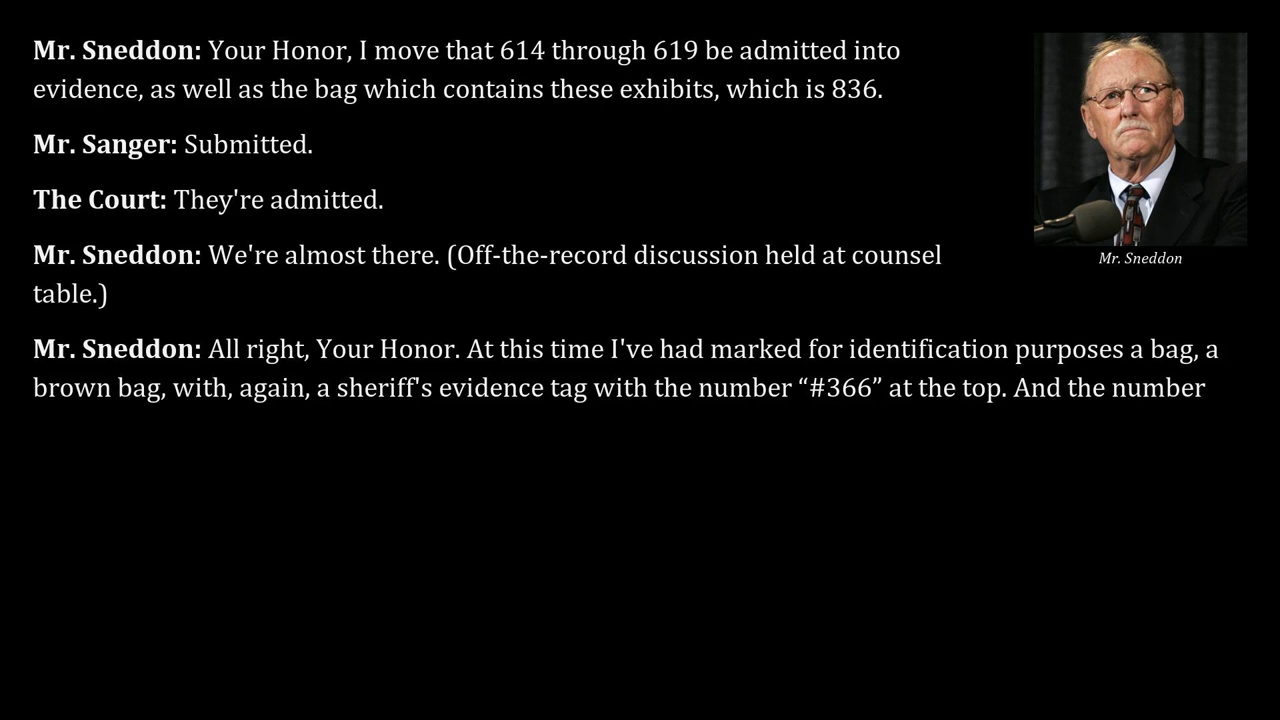 Mr. Sneddon: Your Honor, I move that 614 through 619 be admitted into
evidence, as well as the bag which contains these exhibits, which is 836.
Mr. Sanger: Submitted.
The Court: They're admitted.
Mr. Sneddon: We're almost there. (Off-the-record discussion held at counsel
table.)
Mr. Sneddon
Mr. Sneddon: All right, Your Honor. At this time I've had marked for identification purposes a bag, a
brown bag, with, again, a sheriff's evidence tag with the number “#366” at the top. And the number